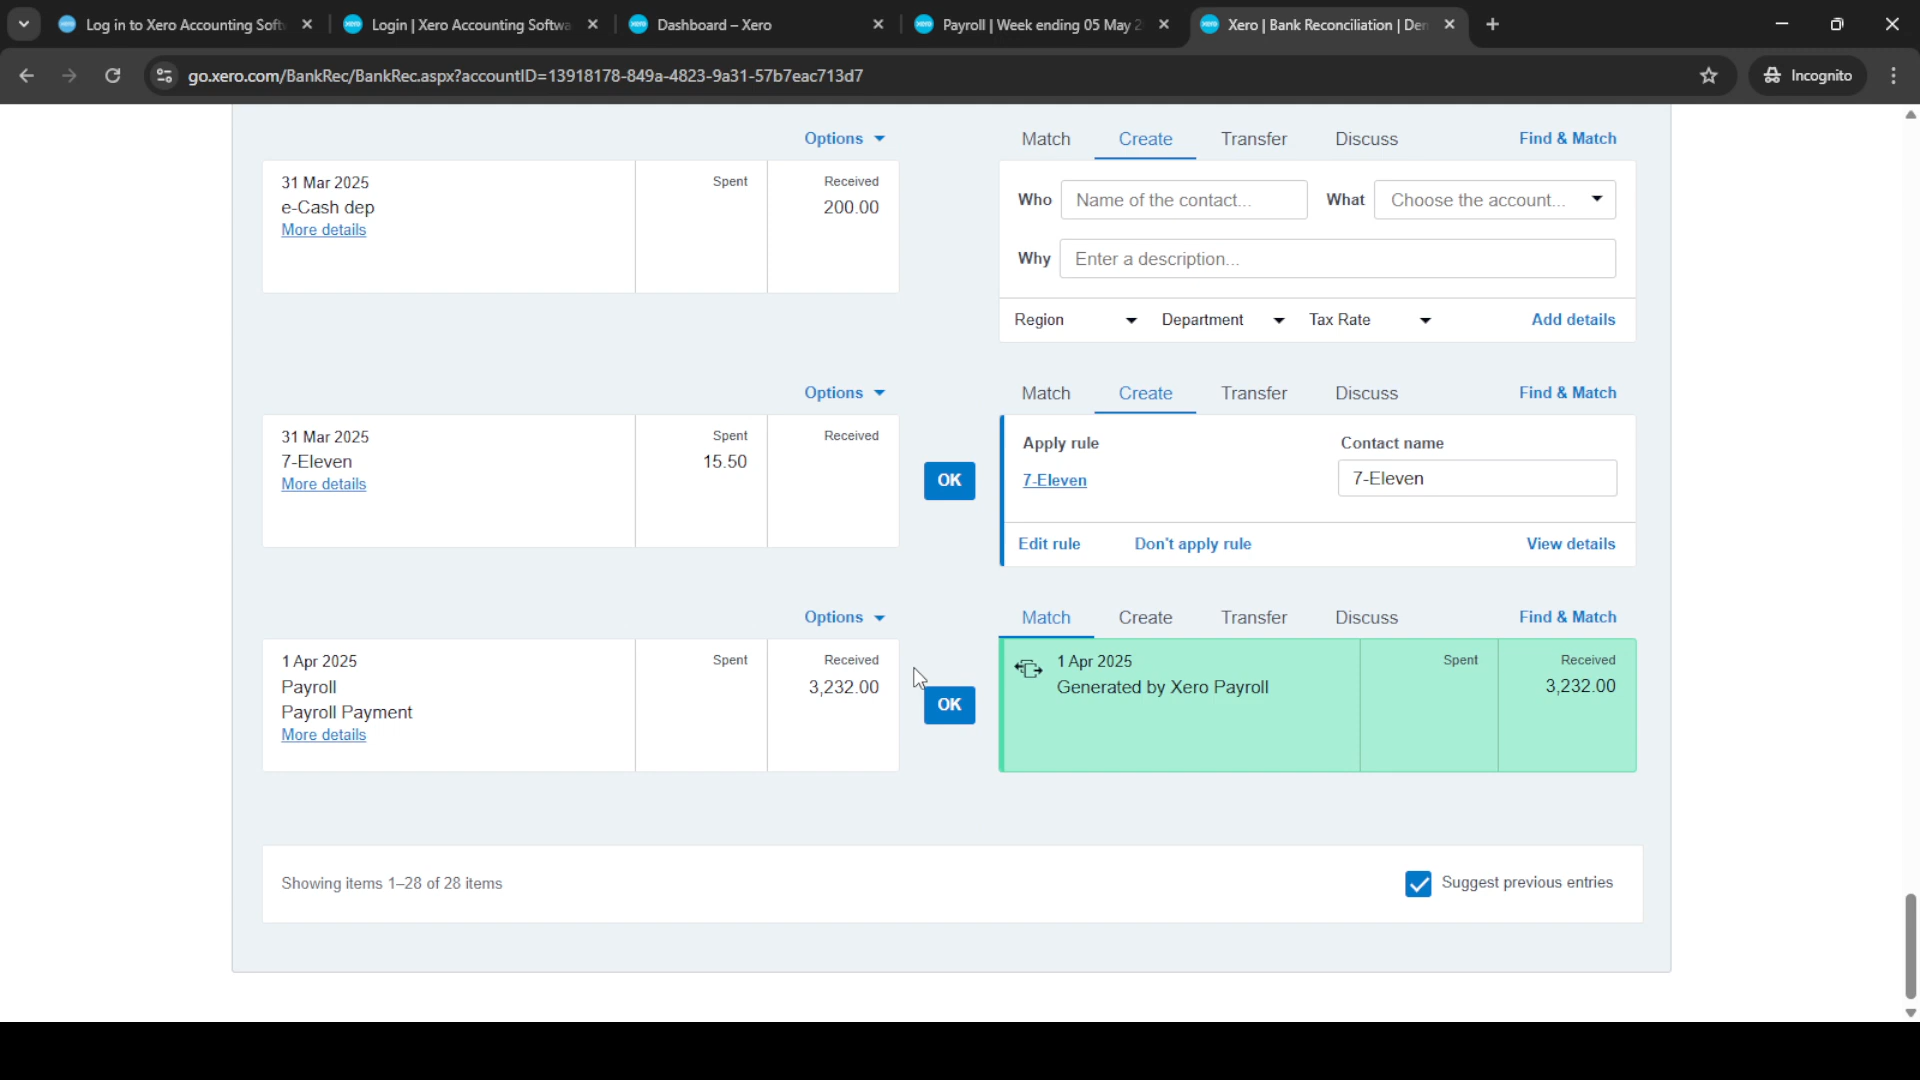 Log in to Xero Accounting Soft
Login | Xero Accounting Softwa
Dashboard – Xero
Payroll | Week ending 05 May 2
Xero | Bank Reconciliation | Den
go.xero.com/BankRec/BankRec.aspx?accountID=13918178-849a-4823-9a31-57b7eac713d7
Incognito
Options
Match Create Transfer Discuss Find & Match
31 Mar 2025 Spent Received
e-Cash dep 200.00
More details
Who Name of the contact... What Choose the account...
Why Enter a description...
Region Department Tax Rate Add details
Options
Match Create Transfer Discuss Find & Match
31 Mar 2025 Spent Received
7-Eleven 15.50
More details
OK
Apply rule Contact name
7-Eleven 7-Eleven
Edit rule Don't apply rule View details
Options
Match Create Transfer Discuss Find & Match
1 Apr 2025 Spent Received
Payroll 3,232.00
Payroll Payment
More details
OK
1 Apr 2025 Spent Received
Generated by Xero Payroll 3,232.00
Showing items 1–28 of 28 items
Suggest previous entries